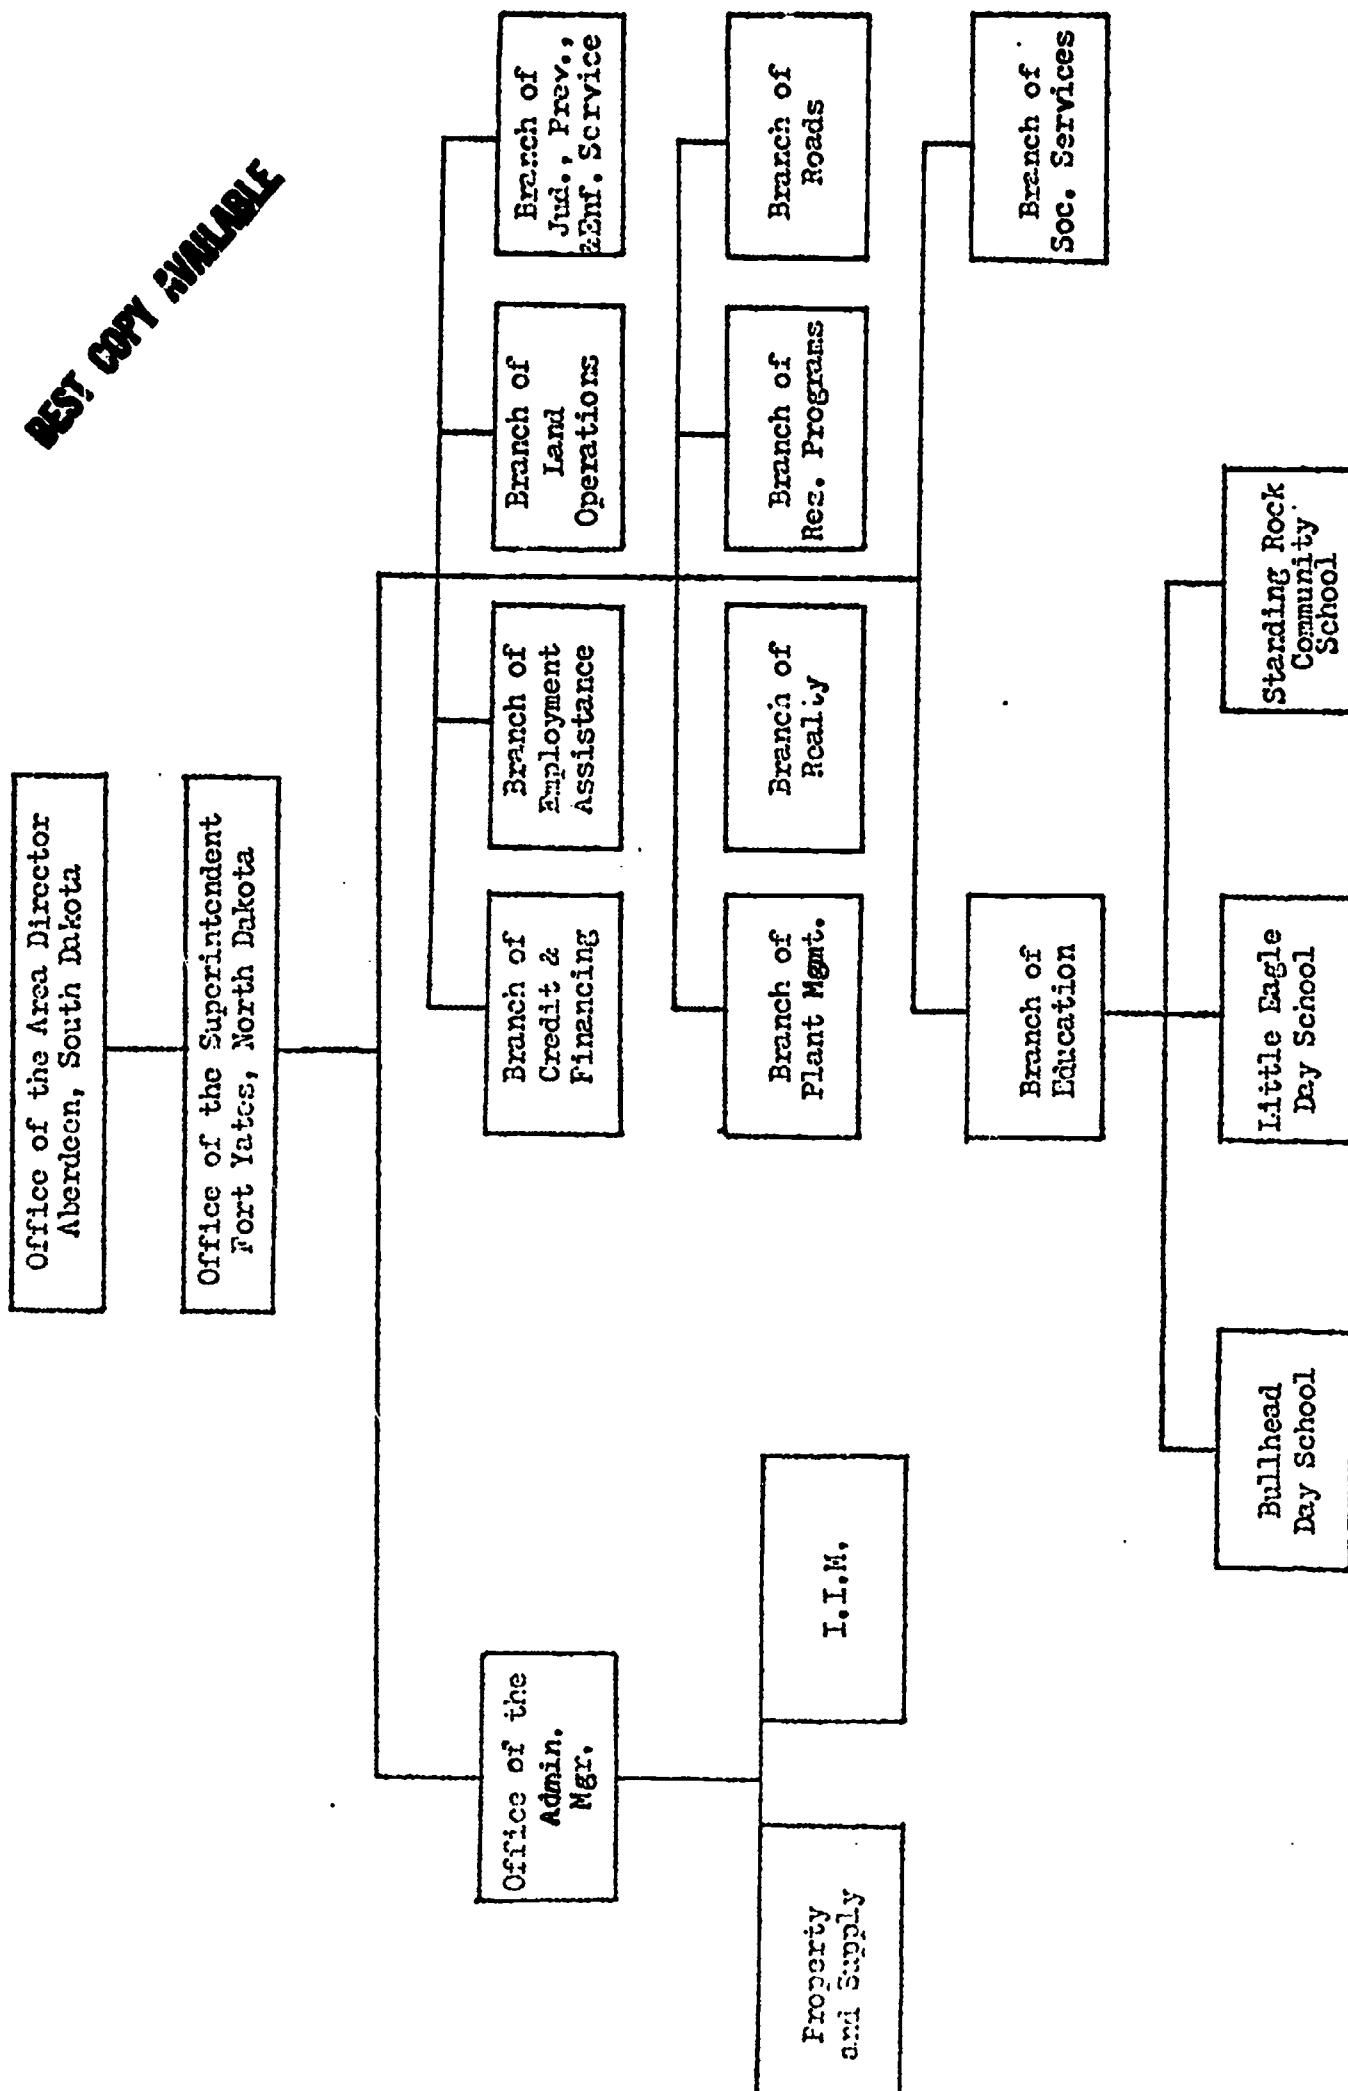 BEST COPY AVAILABLE
Office of the Area Director
Aberdeen, South Dakota
Office of the Superintendent
Fort Yates, North Dakota
Office of the
Admin.
Mgr.
Property
and Supply
I.I.M.
Branch of
Credit &
Financing
Branch of
Employment
Assistance
Branch of
Land
Operations
Branch of
Jud., Prev.,
&Enf. Service
Branch of
Plant Mgmt.
Branch of
Realty
Branch of
Res. Programs
Branch of
Roads
Branch of
Education
Branch of
Soc. Services
Bullhead
Day School
Little Eagle
Day School
Standing Rock
Community
School